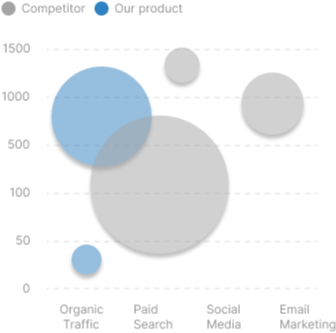 Competitor Our product
1500
1000
500
100
50
0
Organic Paid Social Email
Traffic Search Media Marketing